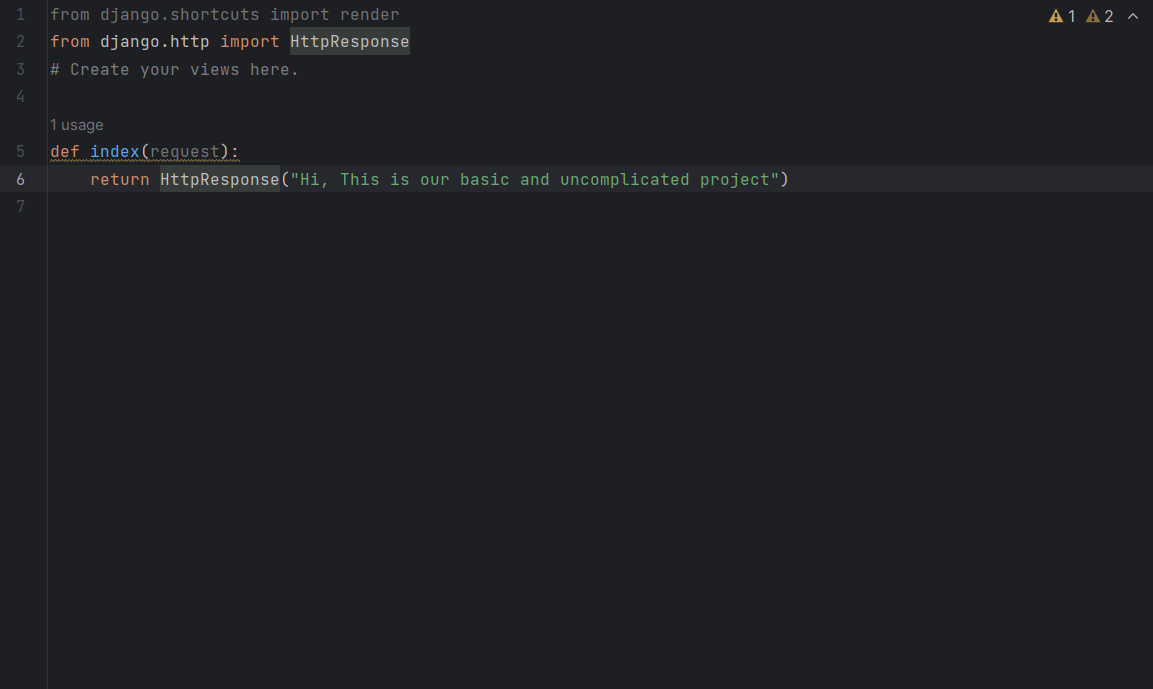 1 from django.shortcuts import render
2 from django.http import HttpResponse
3 # Create your views here.
4
1 usage
5 def index(request):
6     return HttpResponse("Hi, This is our basic and uncomplicated project")
7
1 2